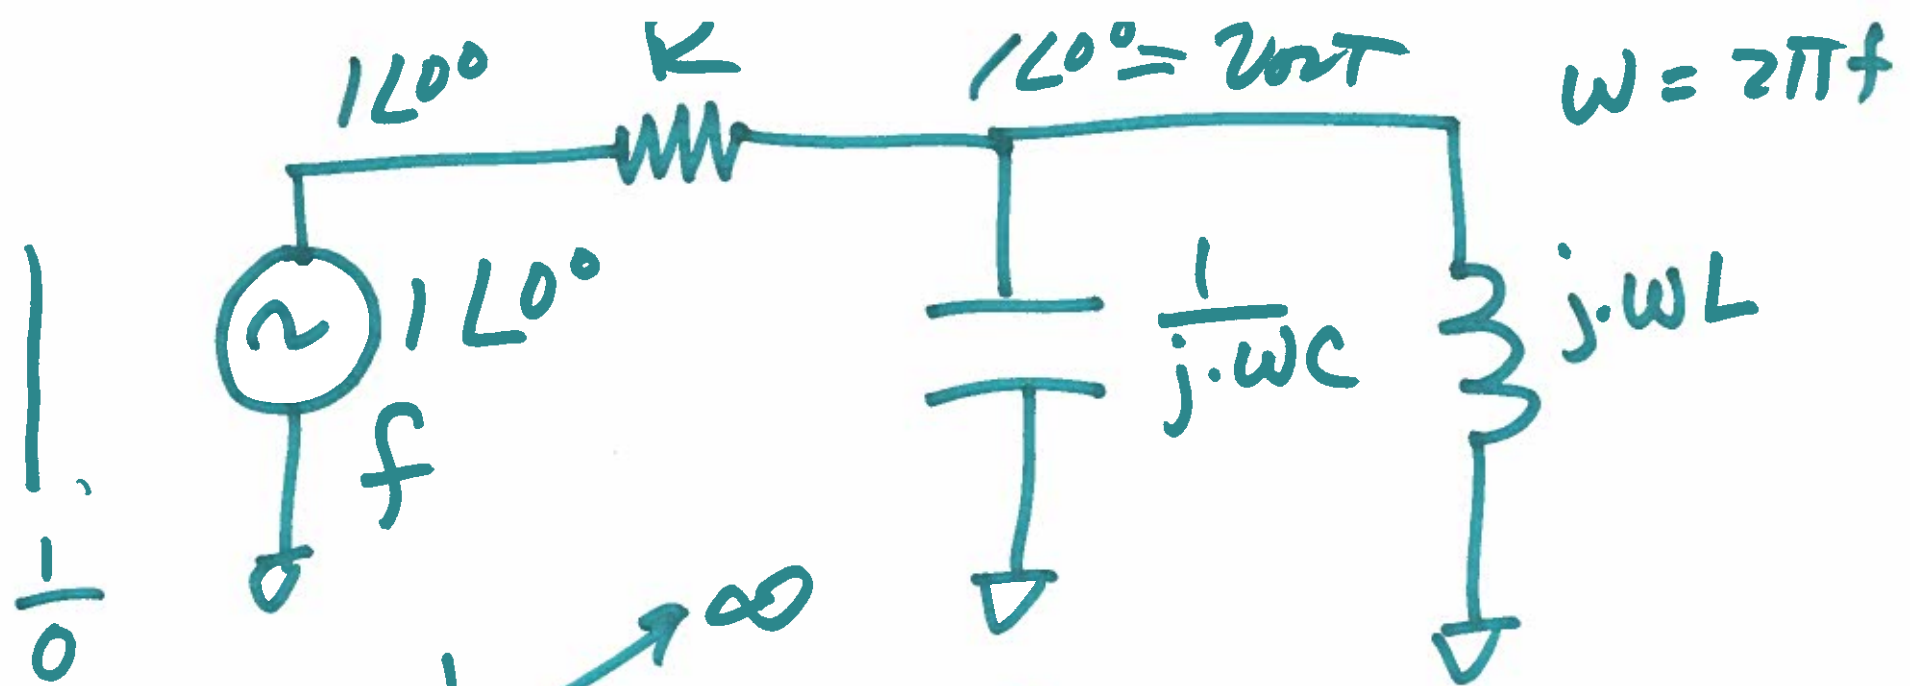 1∠0°
R
1∠0° = VOUT
ω = 2πf
1∠0°
f
1/(j·ωC)
j·ωL
1/0
∞